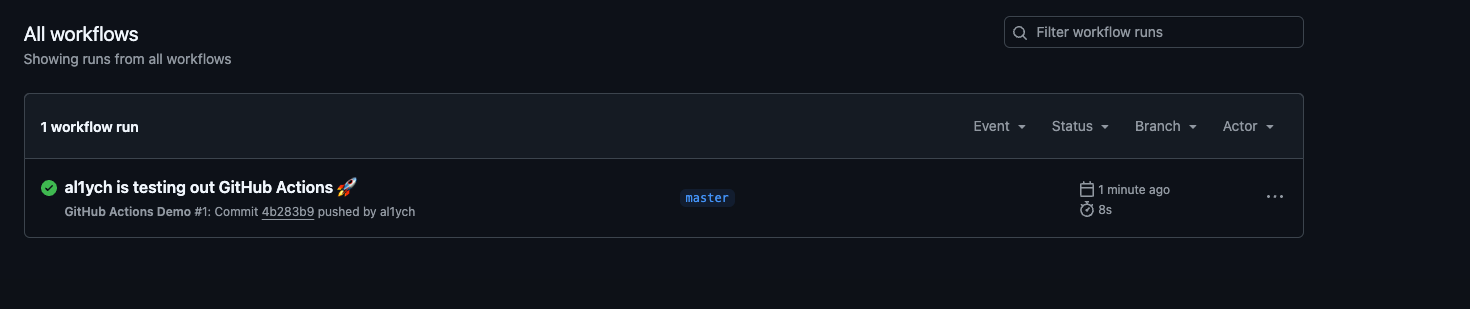 All workflows
Filter workflow runs
Showing runs from all workflows
1 workflow run
Event Status Branch Actor
al1ych is testing out GitHub Actions 🚀
master
1 minute ago
GitHub Actions Demo #1: Commit 4b283b9 pushed by al1ych
8s